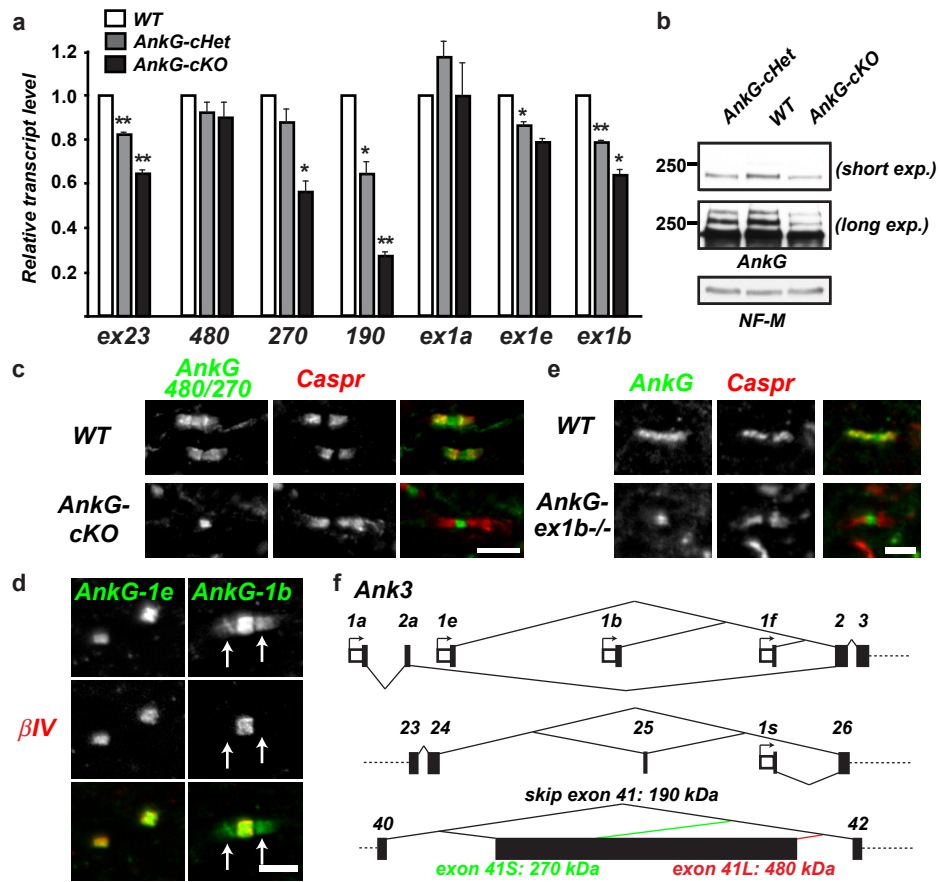 a
WT
AnkG-cHet
AnkG-cKO
Relative transcript level
1.2
1.0
0.8
0.6
0.4
0.2
** ** * * ** * ** *
ex23 480 270 190 ex1a ex1e ex1b
b
AnkG-cHet WT AnkG-cKO
250 (short exp.)
250 (long exp.)
AnkG
NF-M
c
AnkG 480/270 Caspr
WT
AnkG-cKO
e
AnkG Caspr
WT
AnkG-ex1b-/-
d
AnkG-1e AnkG-1b
βIV
f
Ank3
1a 2a 1e 1b 1f 2 3
23 24 25 1s 26
skip exon 41: 190 kDa
40 42
exon 41S: 270 kDa exon 41L: 480 kDa